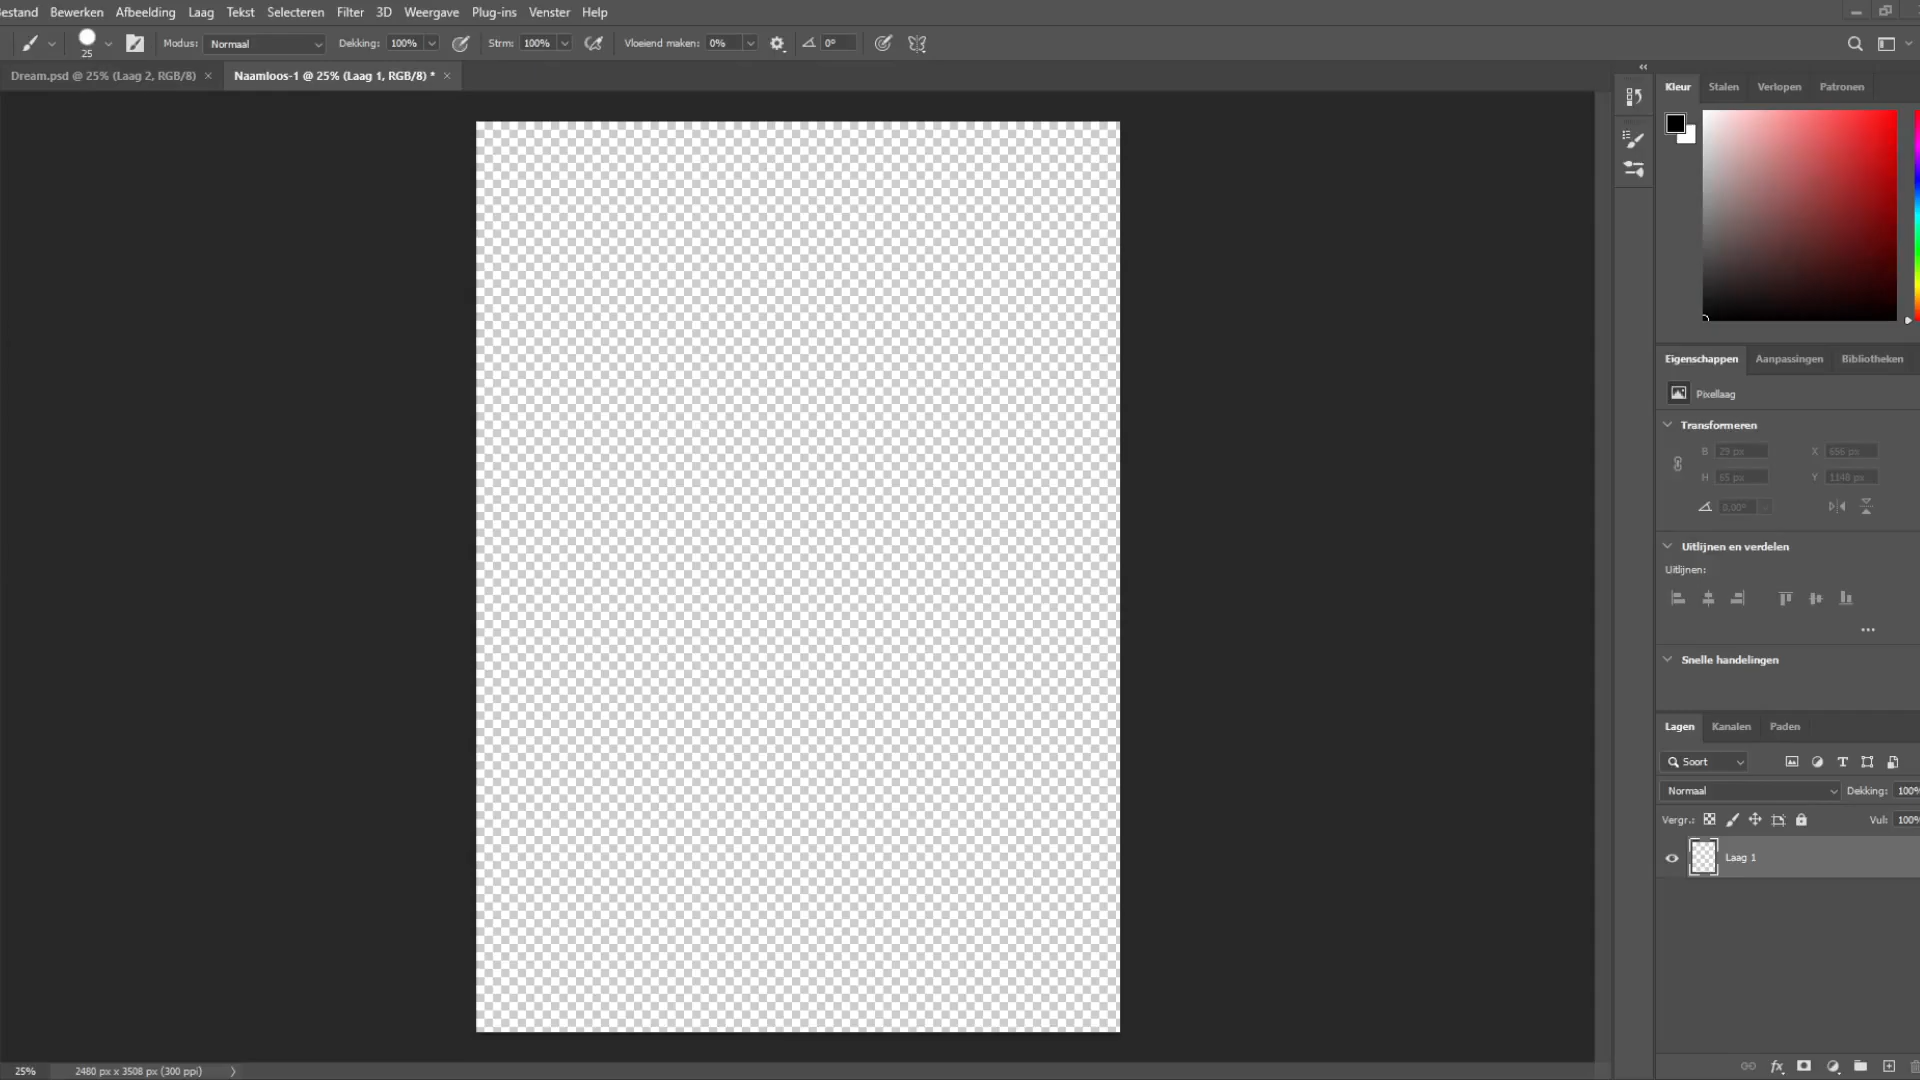 estand Bewerken Afbeelding Laag Tekst Selecteren Filter 3D Weergave Plug-ins Venster Help
25 Modus: Normaal Dekking: 100% Strm: 100% Vloeiend maken: 0% 0°
Dream.psd @ 25% (Laag 2, RGB/8) × Naamloos-1 @ 25% (Laag 1, RGB/8) * ×
Kleur Stalen Verlopen Patronen
Eigenschappen Aanpassingen Bibliotheken
Pixellaag
Transformeren
B 29 px X 656 px
H 65 px Y 1148 px
0,00°
Uitlijnen en verdelen
Uitlijnen:
Snelle handelingen
Lagen Kanalen Paden
Soort
Normaal Dekking: 100%
Vergr.: Vul: 100%
Laag 1
fx
25% 2480 px x 3508 px (300 ppi)